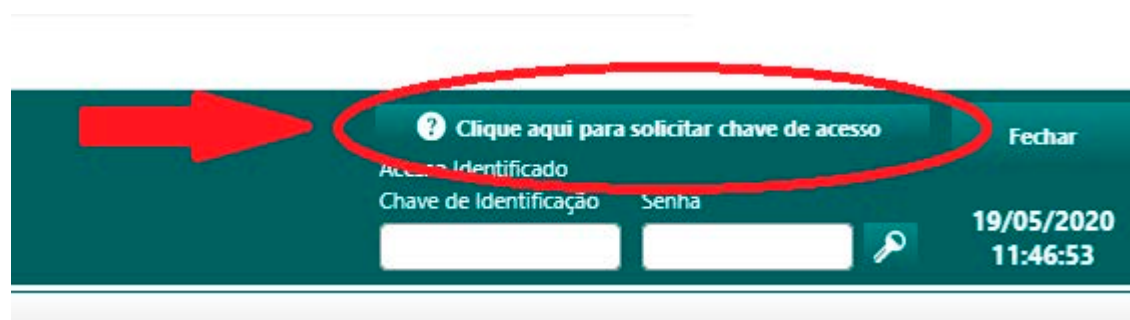 Clique aqui para solicitar chave de acesso
Fechar
Acesso Identificado
Chave de Identificação
Senha
19/05/2020
11:46:53